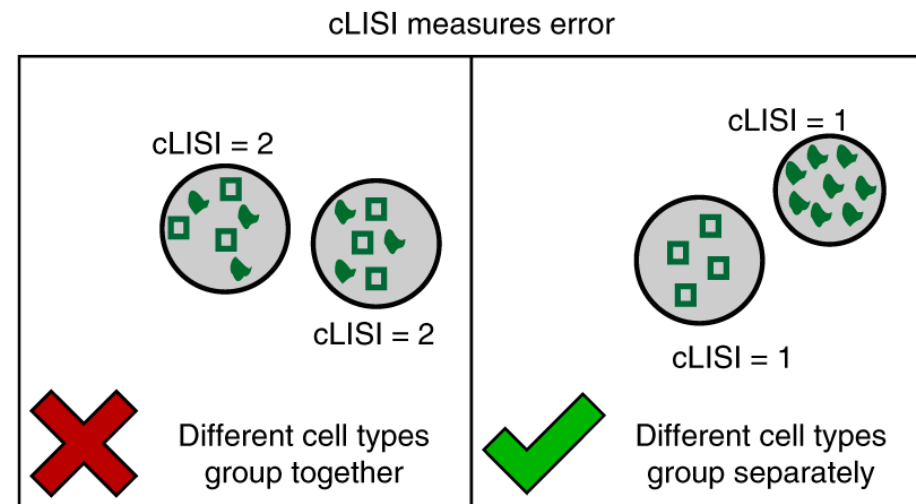 cLISI measures error
cLISI = 2
cLISI = 2
Different cell types
group together
cLISI = 1
cLISI = 1
Different cell types
group separately